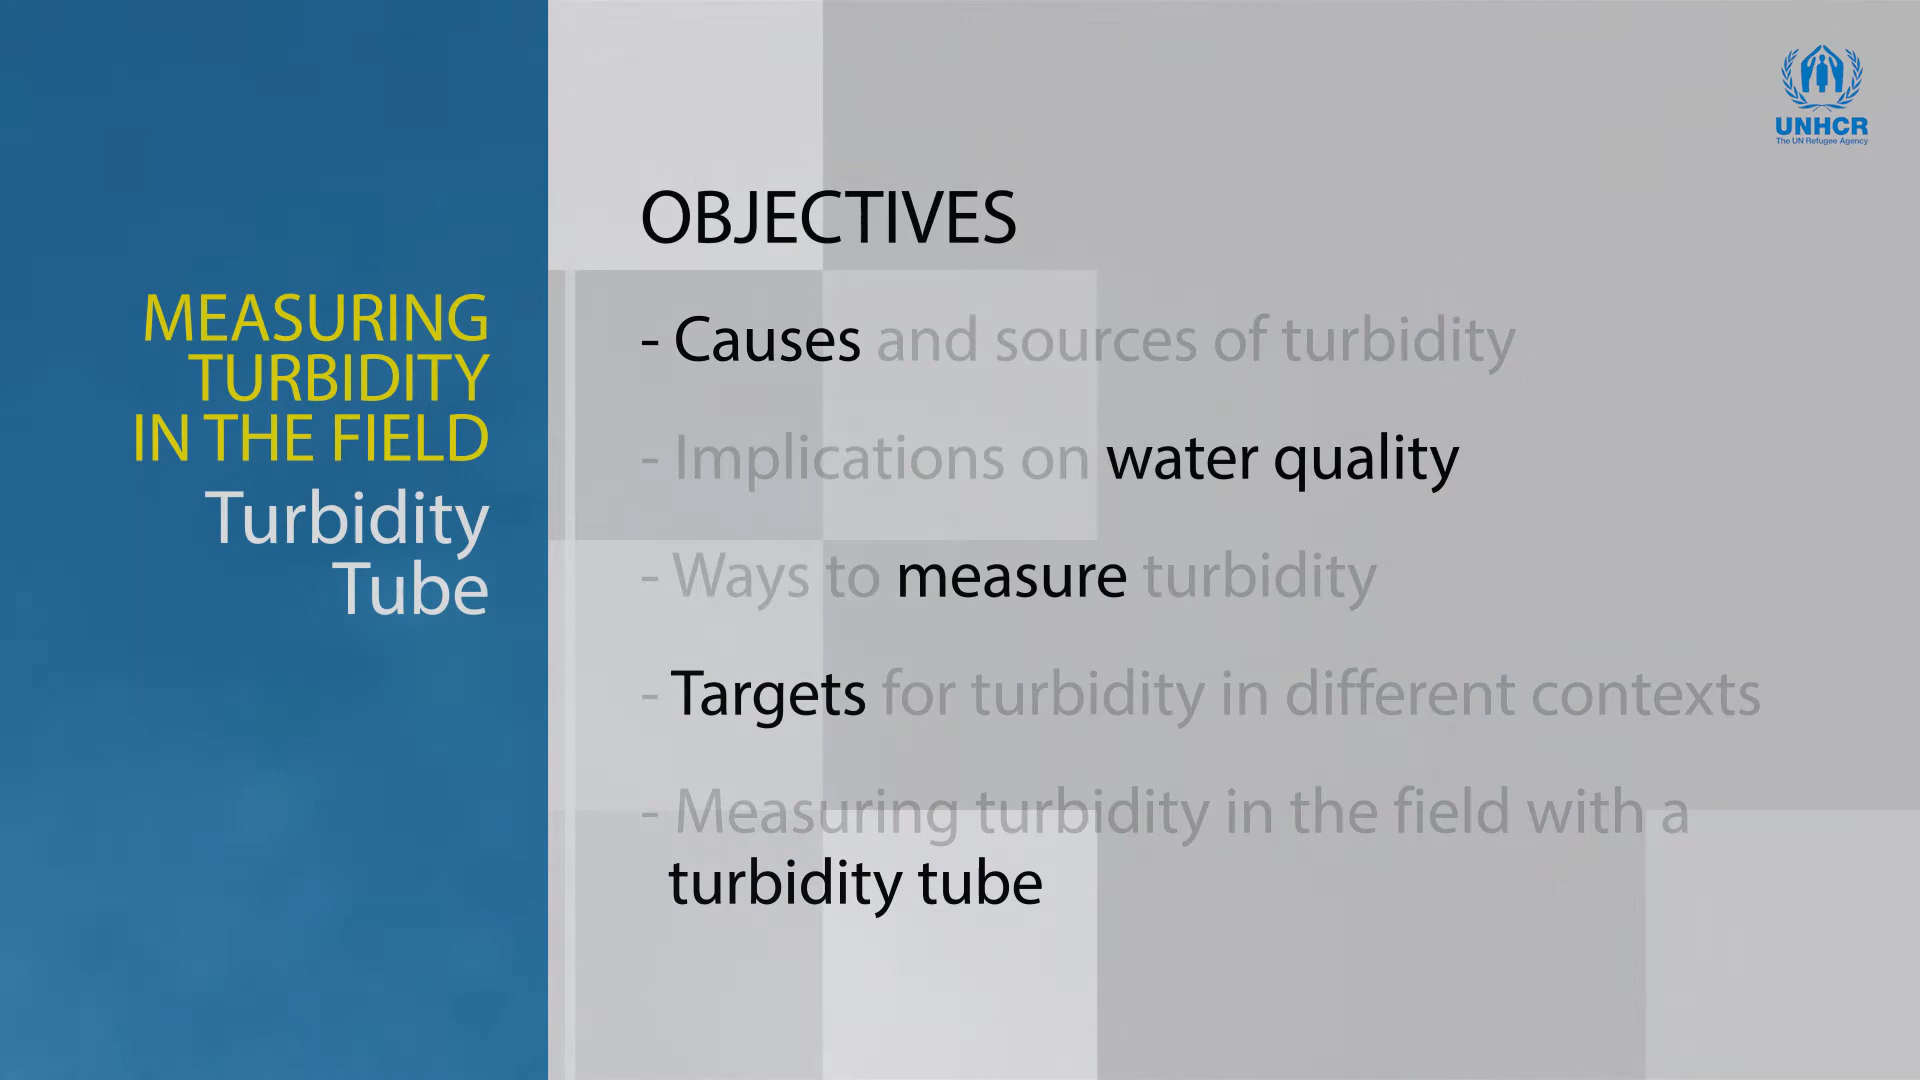 MEASURING
TURBIDITY
IN THE FIELD
Turbidity
Tube
UNHCR
The UN Refugee Agency
OBJECTIVES
- Causes and sources of turbidity
- Implications on water quality
- Ways to measure turbidity
- Targets for turbidity in different contexts
- Measuring turbidity in the field with a
turbidity tube